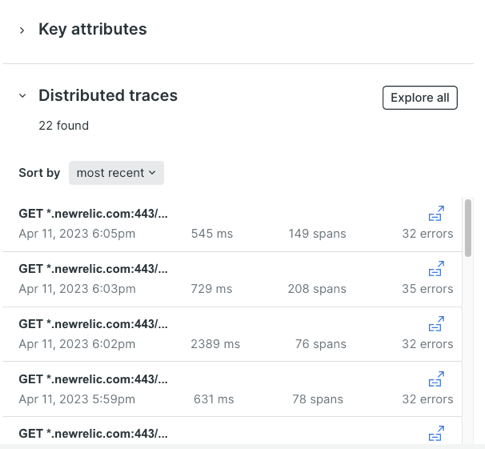 Key attributes
Distributed traces
Explore all
22 found
Sort by most recent
GET *.newrelic.com:443/...
Apr 11, 2023 6:05pm 545 ms 149 spans 32 errors
GET *.newrelic.com:443/...
Apr 11, 2023 6:03pm 729 ms 208 spans 35 errors
GET *.newrelic.com:443/...
Apr 11, 2023 6:02pm 2389 ms 76 spans 32 errors
GET *.newrelic.com:443/...
Apr 11, 2023 5:59pm 631 ms 78 spans 32 errors
GET *.newrelic.com:443/...